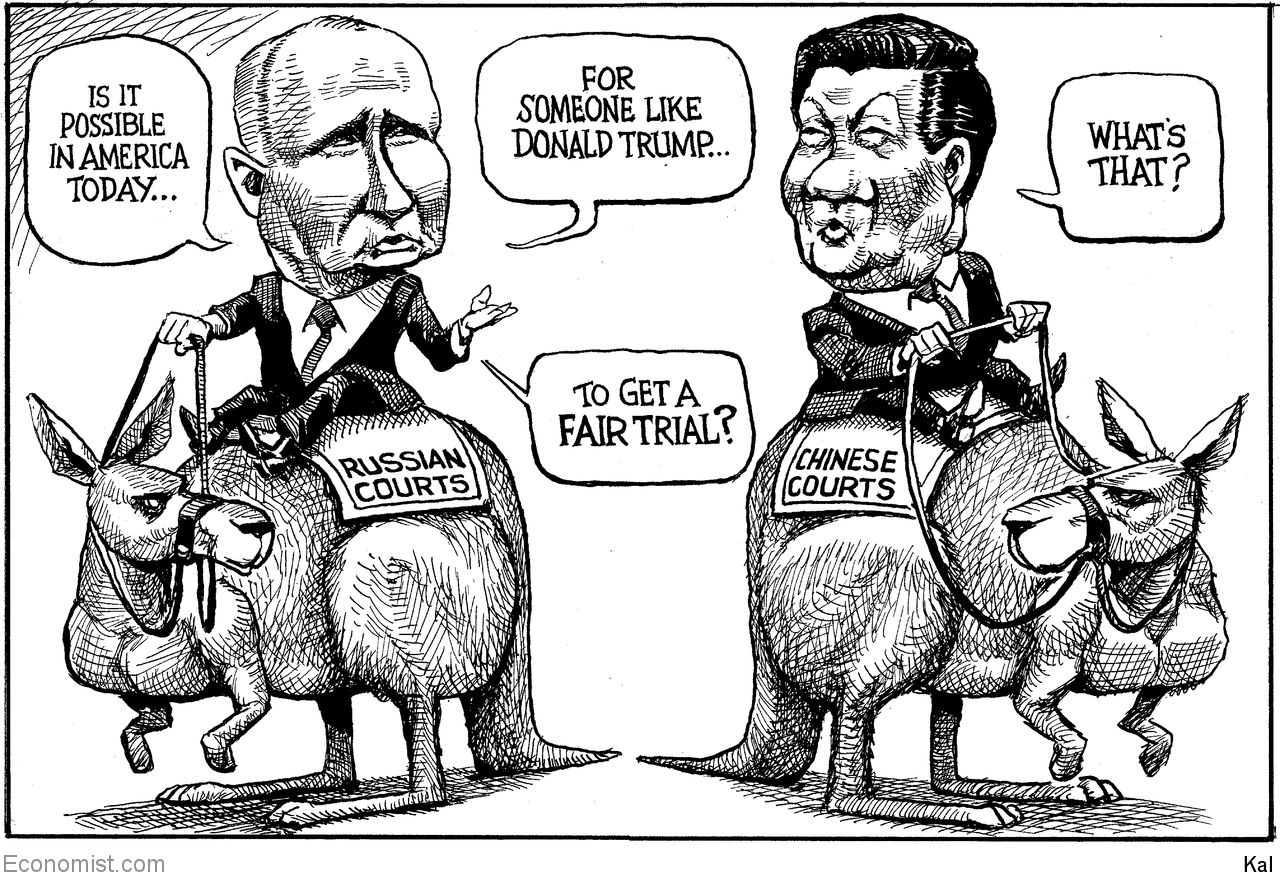 IS IT
POSSIBLE
IN AMERICA
TODAY...
FOR
SOMEONE LIKE
DONALD TRUMP...
TO GET A
FAIR TRIAL?
WHAT'S
THAT?
RUSSIAN
COURTS
CHINESE
COURTS
Economist.com
Kal